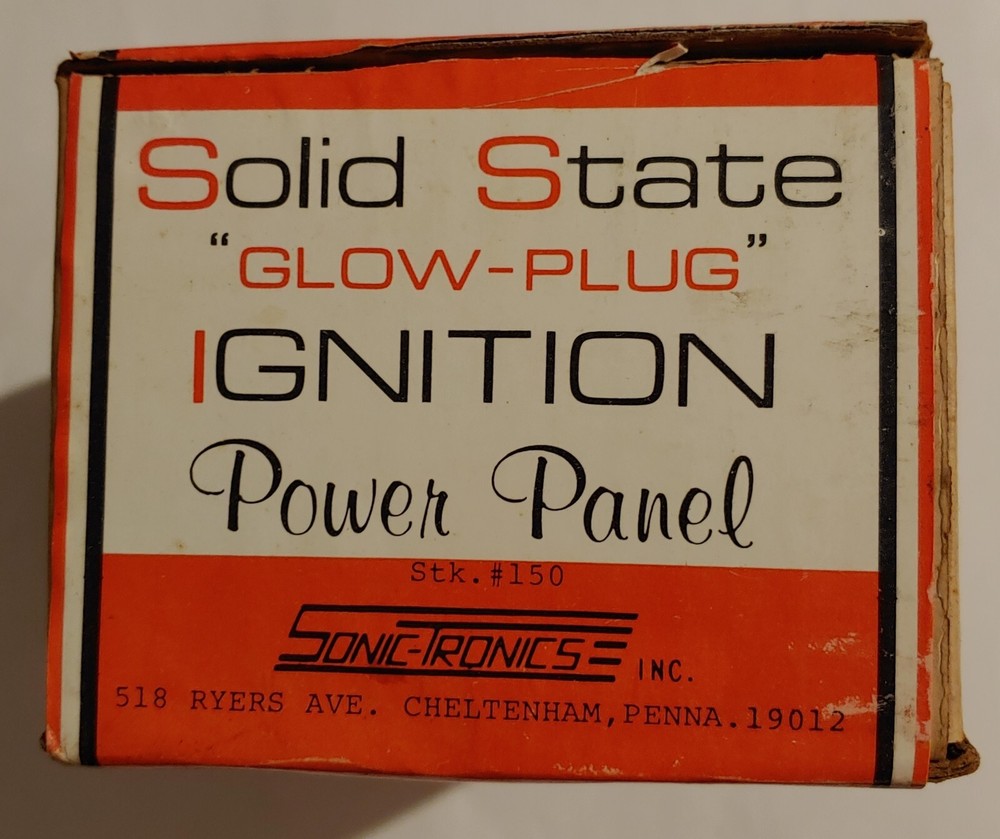 Solid State
“GLOW-PLUG”
IGNITION
Power Panel
Stk.#150
SONIC-TRONICS INC.
518 RYERS AVE. CHELTENHAM,PENNA.19012